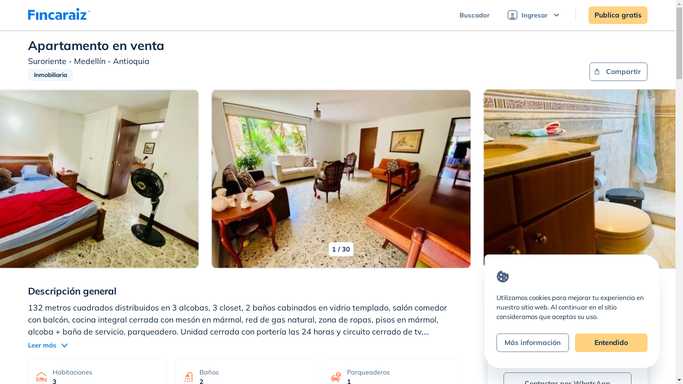 Fincaraiz
Buscador
Ingresar
Publica gratis
Apartamento en venta
Suroriente - Medellín - Antioquia
Inmobiliaria
Compartir
1 / 30
Descripción general
132 metros cuadrados distribuidos en 3 alcobas, 3 closet, 2 baños cabinados en vidrio templado, salón comedor
con balcón, cocina integral cerrada con mesón en mármol, red de gas natural, zona de ropas, pisos en mármol,
alcoba + baño de servicio, parqueadero. Unidad cerrada con portería las 24 horas y circuito cerrado de tv,...
Leer más
Habitaciones
3
Baños
2
Parqueaderos
1
Utilizamos cookies para mejorar tu experiencia en
nuestro sitio web. Al continuar en el sitio
consideramos que aceptas su uso.
Más información
Entendido
Contactar por WhatsApp